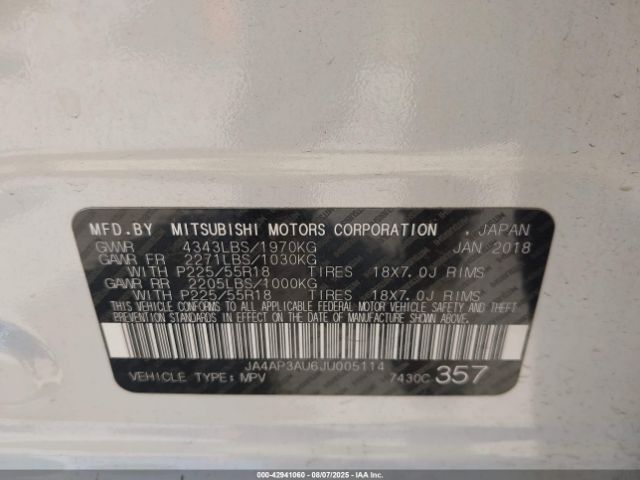 MFD.BY MITSUBISHI MOTORS CORPORATION . JAPAN
GVWR 4343LBS/1970KG JAN 2018
GAWR FR 2271LBS/1030KG
WITH P225/55R18 TIRES 18X7.0J RIMS
GAWR RR 2205LBS/1000KG
WITH P225/55R18 TIRES 18X7.0J RIMS
THIS VEHICLE CONFORMS TO ALL APPLICABLE FEDERAL MOTOR VEHICLE SAFETY AND
THEFT PREVENTION STANDARDS IN EFFECT ON THE DATE OF MANUFACTURE SHOWN ABOVE.
JA4AP3AU6JU005114
VEHICLE TYPE: MPV 7430C 357
000-42941060 - 08/07/2025 - IAAI.COM